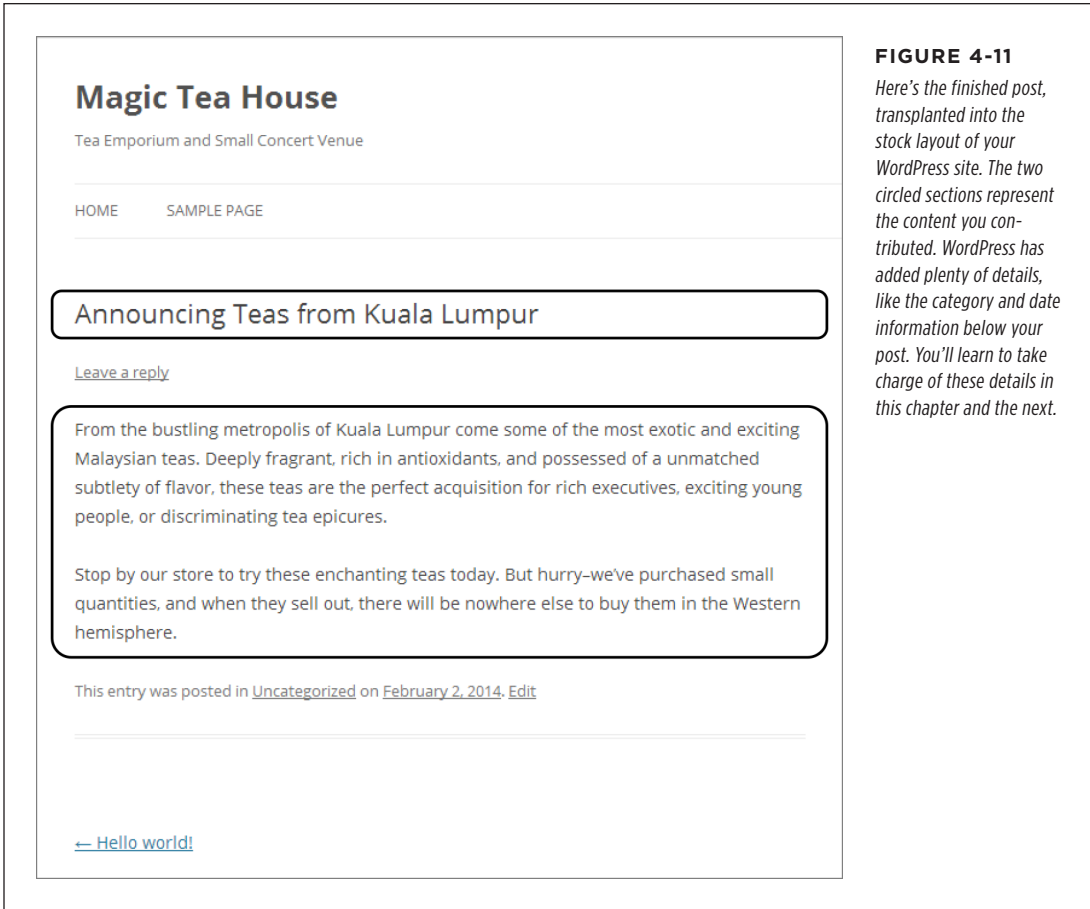 Magic Tea House
Tea Emporium and Small Concert Venue
HOME SAMPLE PAGE
Announcing Teas from Kuala Lumpur
Leave a reply
From the bustling metropolis of Kuala Lumpur come some of the most exotic and exciting
Malaysian teas. Deeply fragrant, rich in antioxidants, and possessed of a unmatched
subtlety of flavor, these teas are the perfect acquisition for rich executives, exciting young
people, or discriminating tea epicures.
Stop by our store to try these enchanting teas today. But hurry–we've purchased small
quantities, and when they sell out, there will be nowhere else to buy them in the Western
hemisphere.
This entry was posted in Uncategorized on February 2, 2014. Edit
← Hello world!
FIGURE 4-11
Here's the finished post,
transplanted into the
stock layout of your
WordPress site. The two
circled sections represent
the content you con-
tributed. WordPress has
added plenty of details,
like the category and date
information below your
post. You'll learn to take
charge of these details in
this chapter and the next.